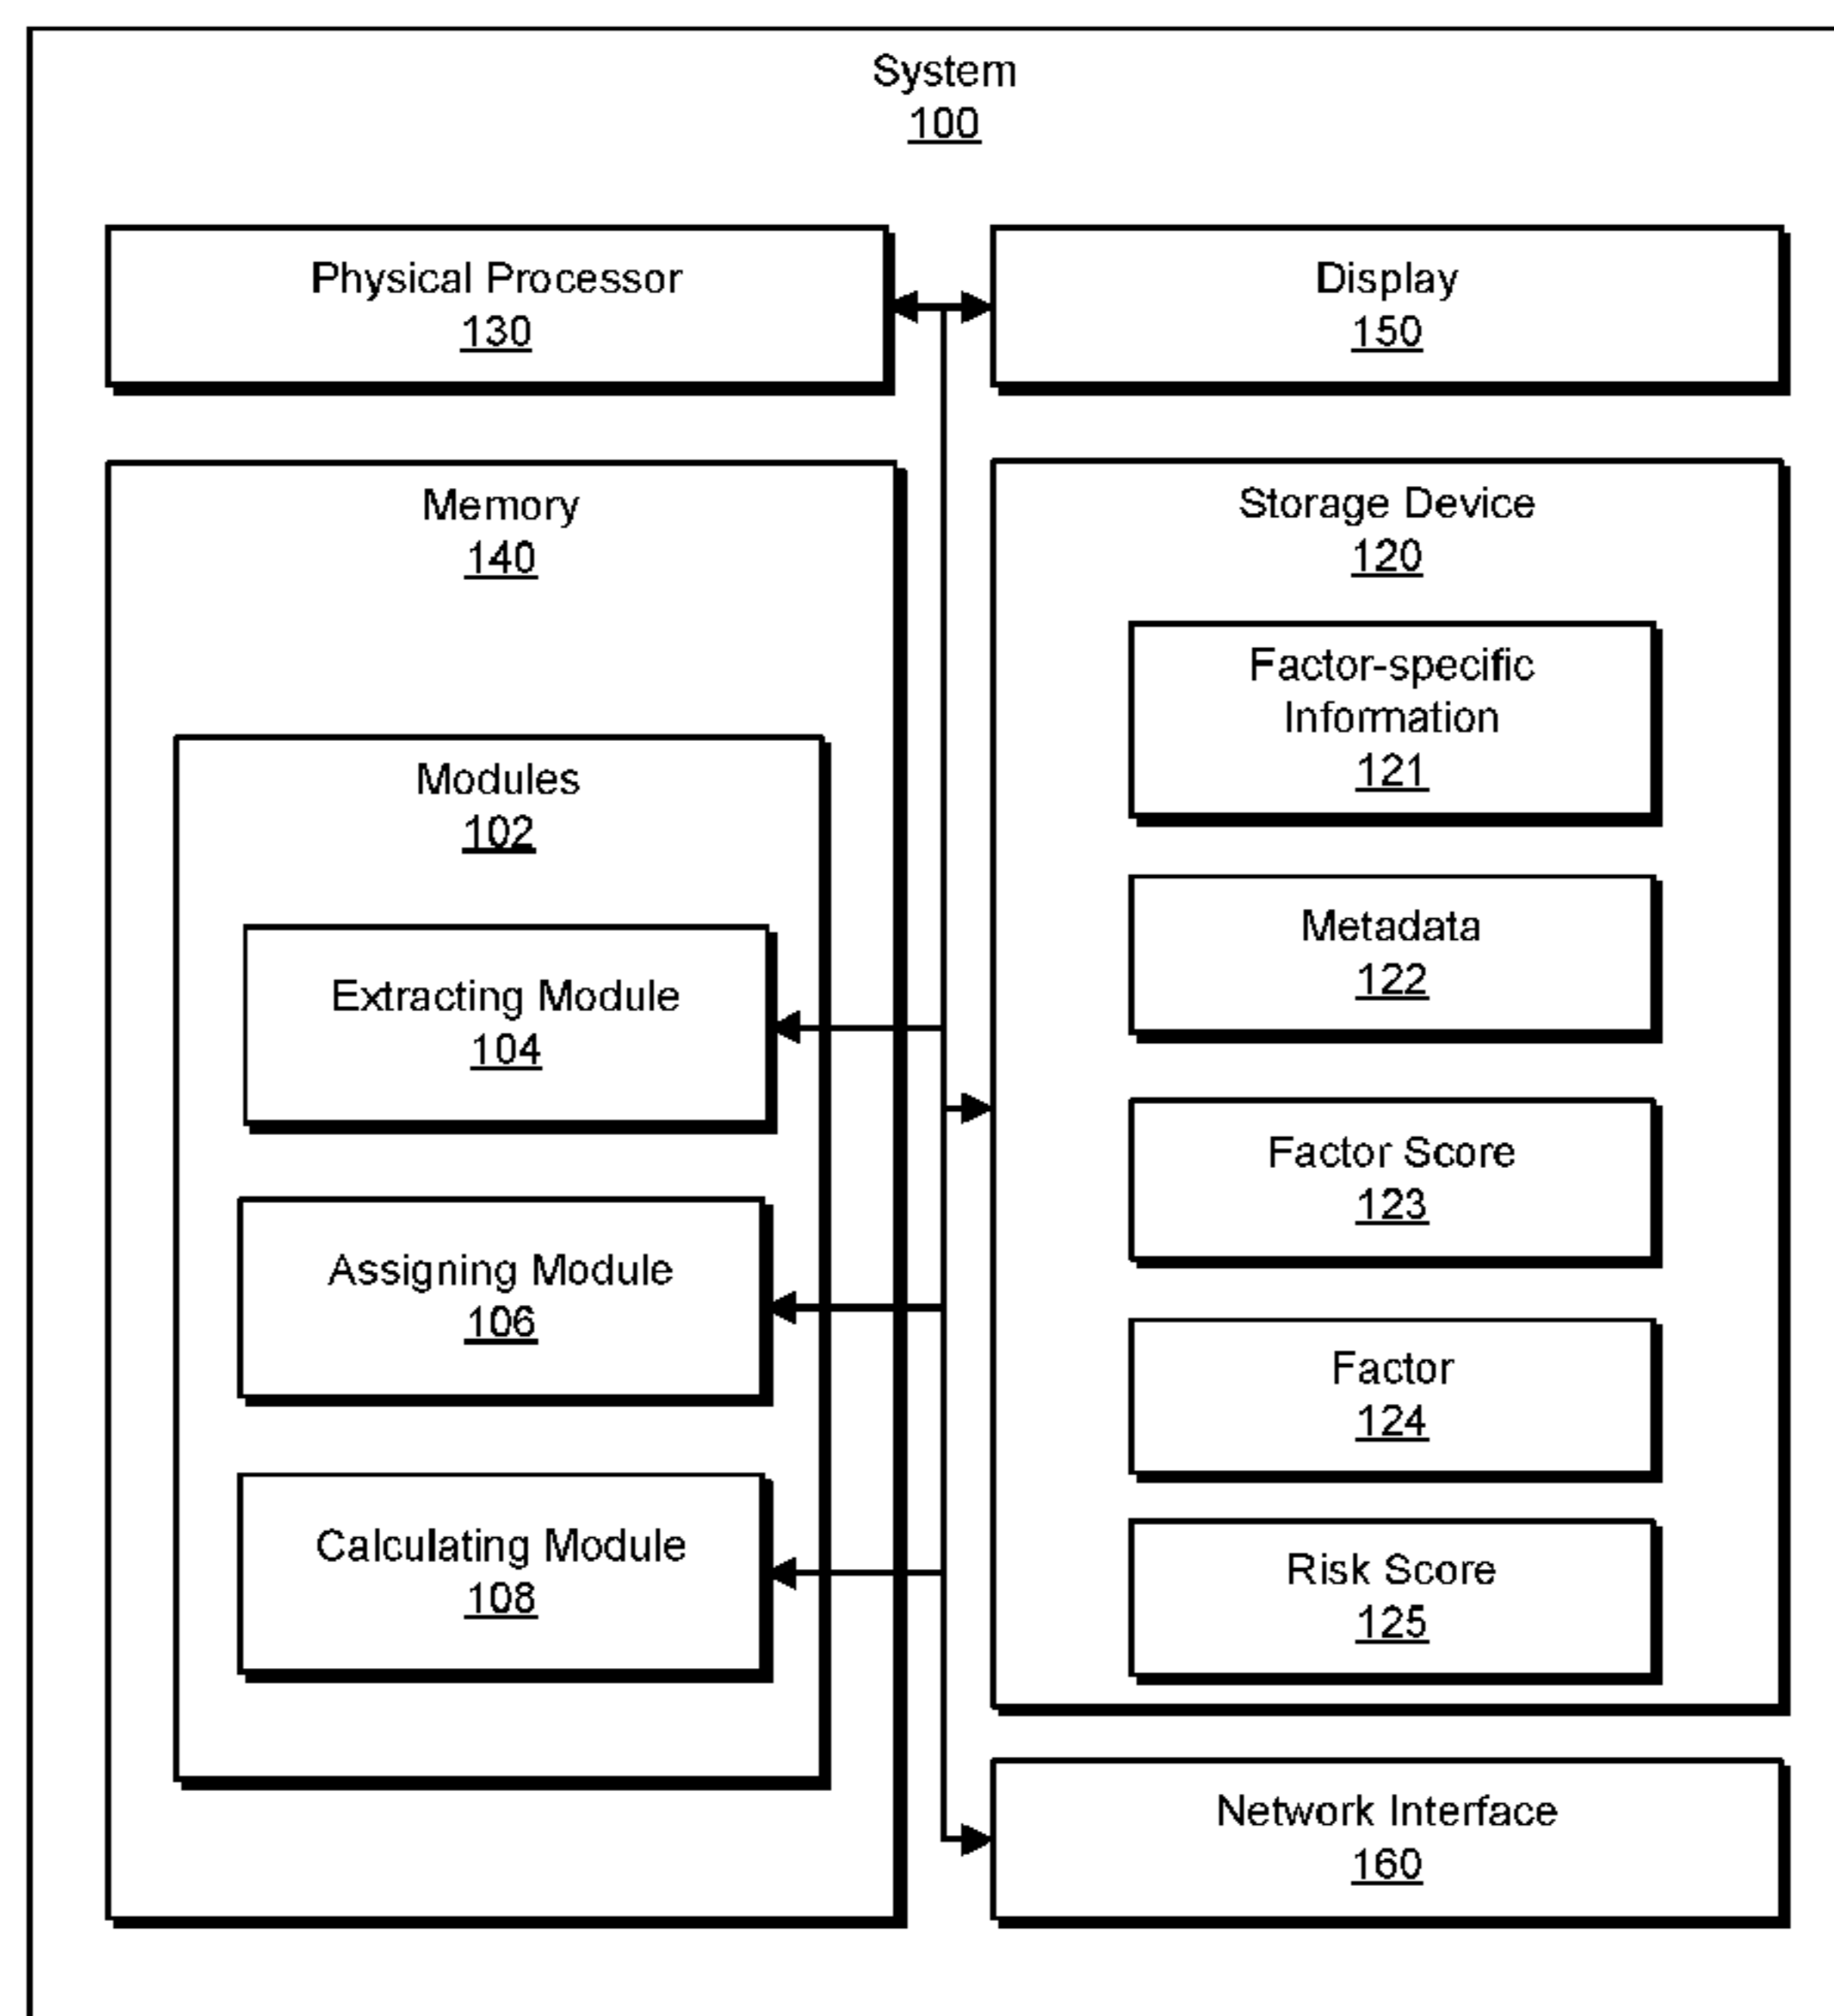 System
100
Physical Processor
130
Display
150
Memory
140
Modules
102
Extracting Module
104
Assigning Module
106
Calculating Module
108
Storage Device
120
Factor-specific
Information
121
Metadata
122
Factor Score
123
Factor
124
Risk Score
125
Network Interface
160